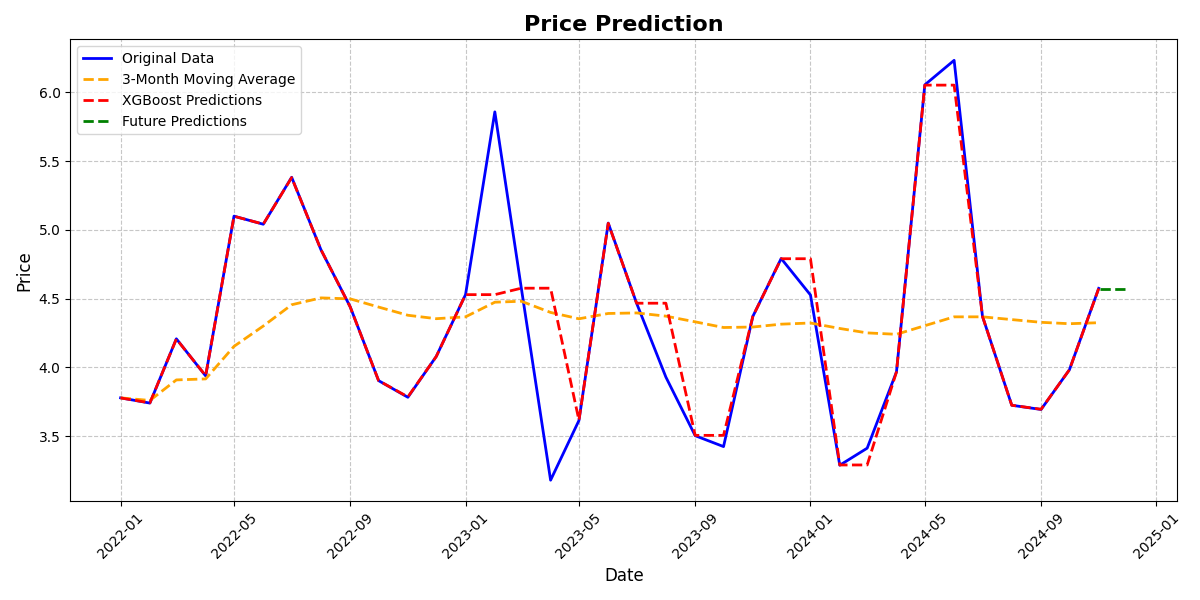 Price Prediction
Original Data
3-Month Moving Average
XGBoost Predictions
Future Predictions
Price
6.0
5.5
5.0
4.5
4.0
3.5
2022-01
2022-05
2022-09
2023-01
2023-05
2023-09
2024-01
2024-05
2024-09
2025-01
Date